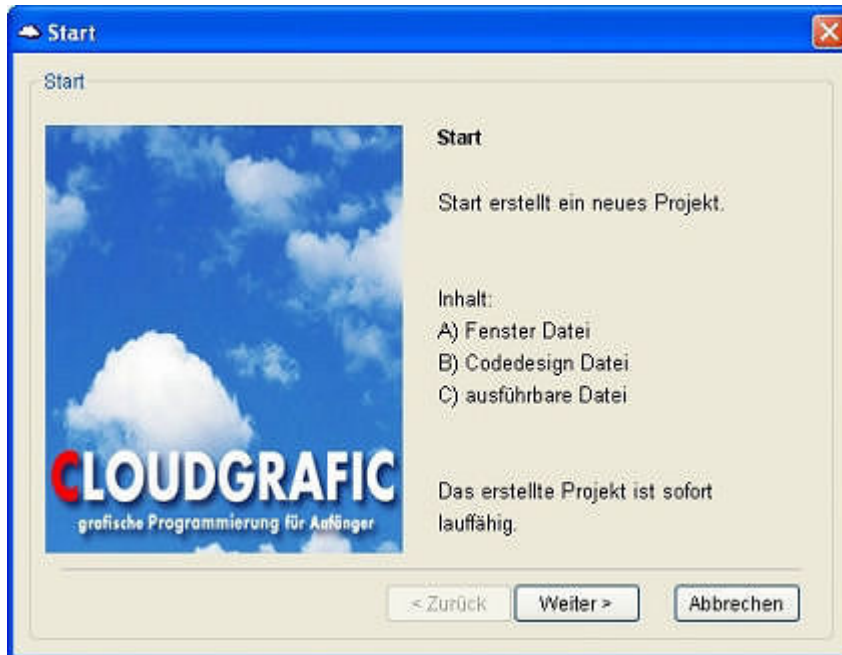 Start
Start
Start
Start erstellt ein neues Projekt.
Inhalt:
A) Fenster Datei
B) Codedesign Datei
C) ausführbare Datei
Das erstellte Projekt ist sofort
lauffähig.
CLOUDGRAFIC
grafische Programmierung für Anfänger
< Zurück Weiter > Abbrechen